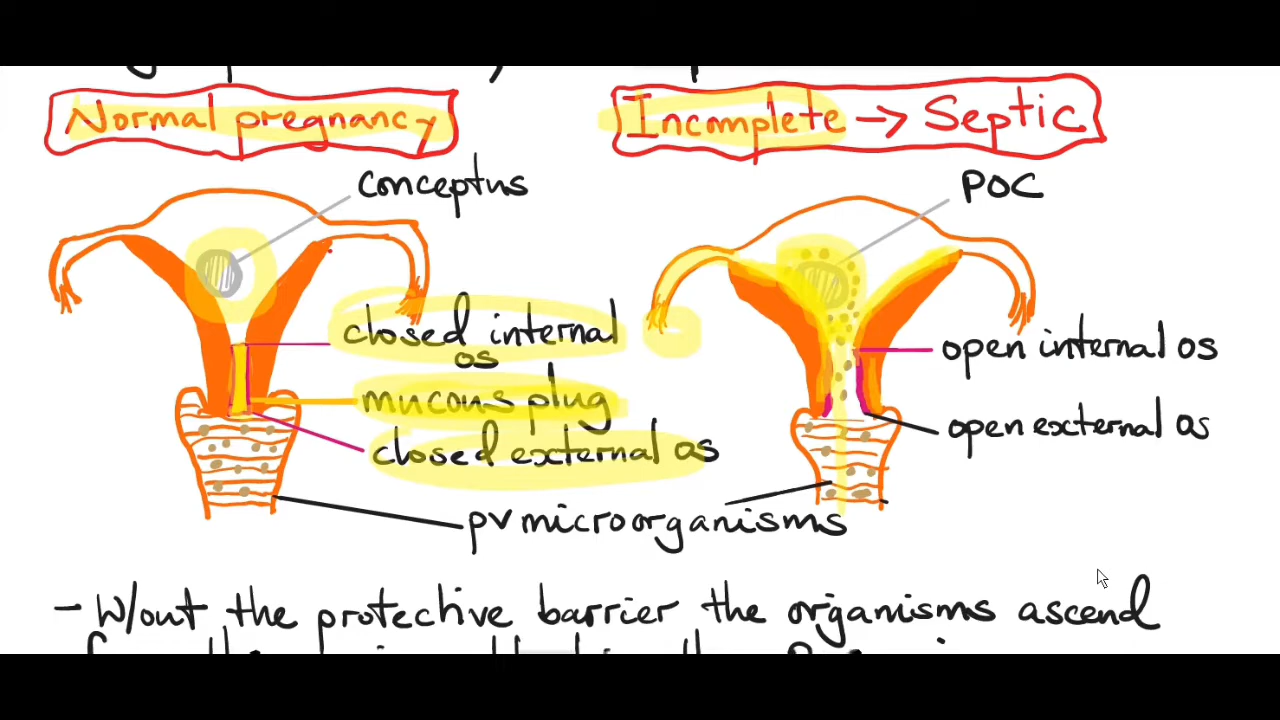 Normal pregnancy
Incomplete → Septic
conceptus
POC
closed internal
os
mucous plug
closed external os
open internal os
open external os
pv microorganisms
- w/out the protective barrier the organisms ascend